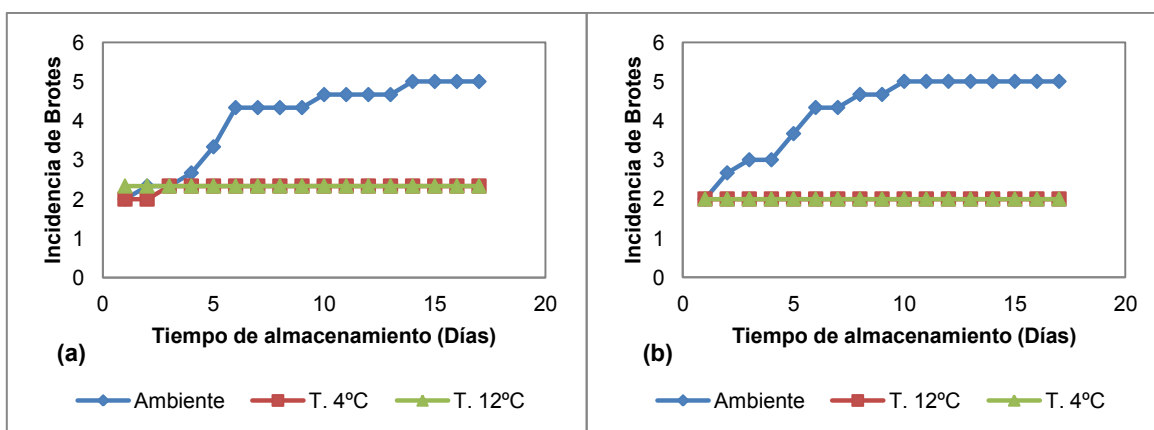 6
5
4
3
2
1
0
0 5 10 15 20
Incidencia de Brotes
Tiempo de almacenamiento (Días)
(a)
Ambiente T. 4ºC T. 12ºC
6
5
4
3
2
1
0
0 5 10 15 20
Incidencia de Brotes
Tiempo de almacenamiento (Días)
(b)
Ambiente T. 12ºC T. 4ºC